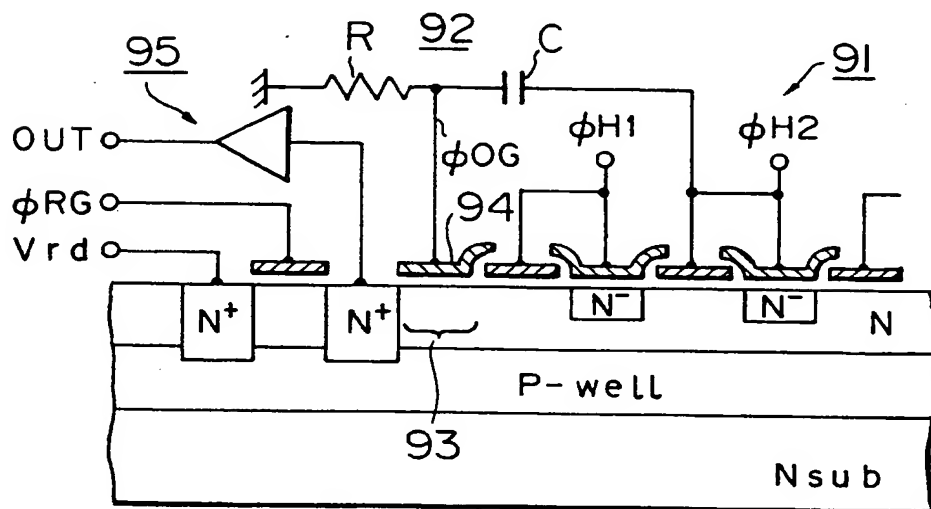 R 92 C
95 91
OUT ϕOG ϕH1 ϕH2
ϕRG 94
Vrd
N+ N+ N- N- N
93 P-well
Nsub